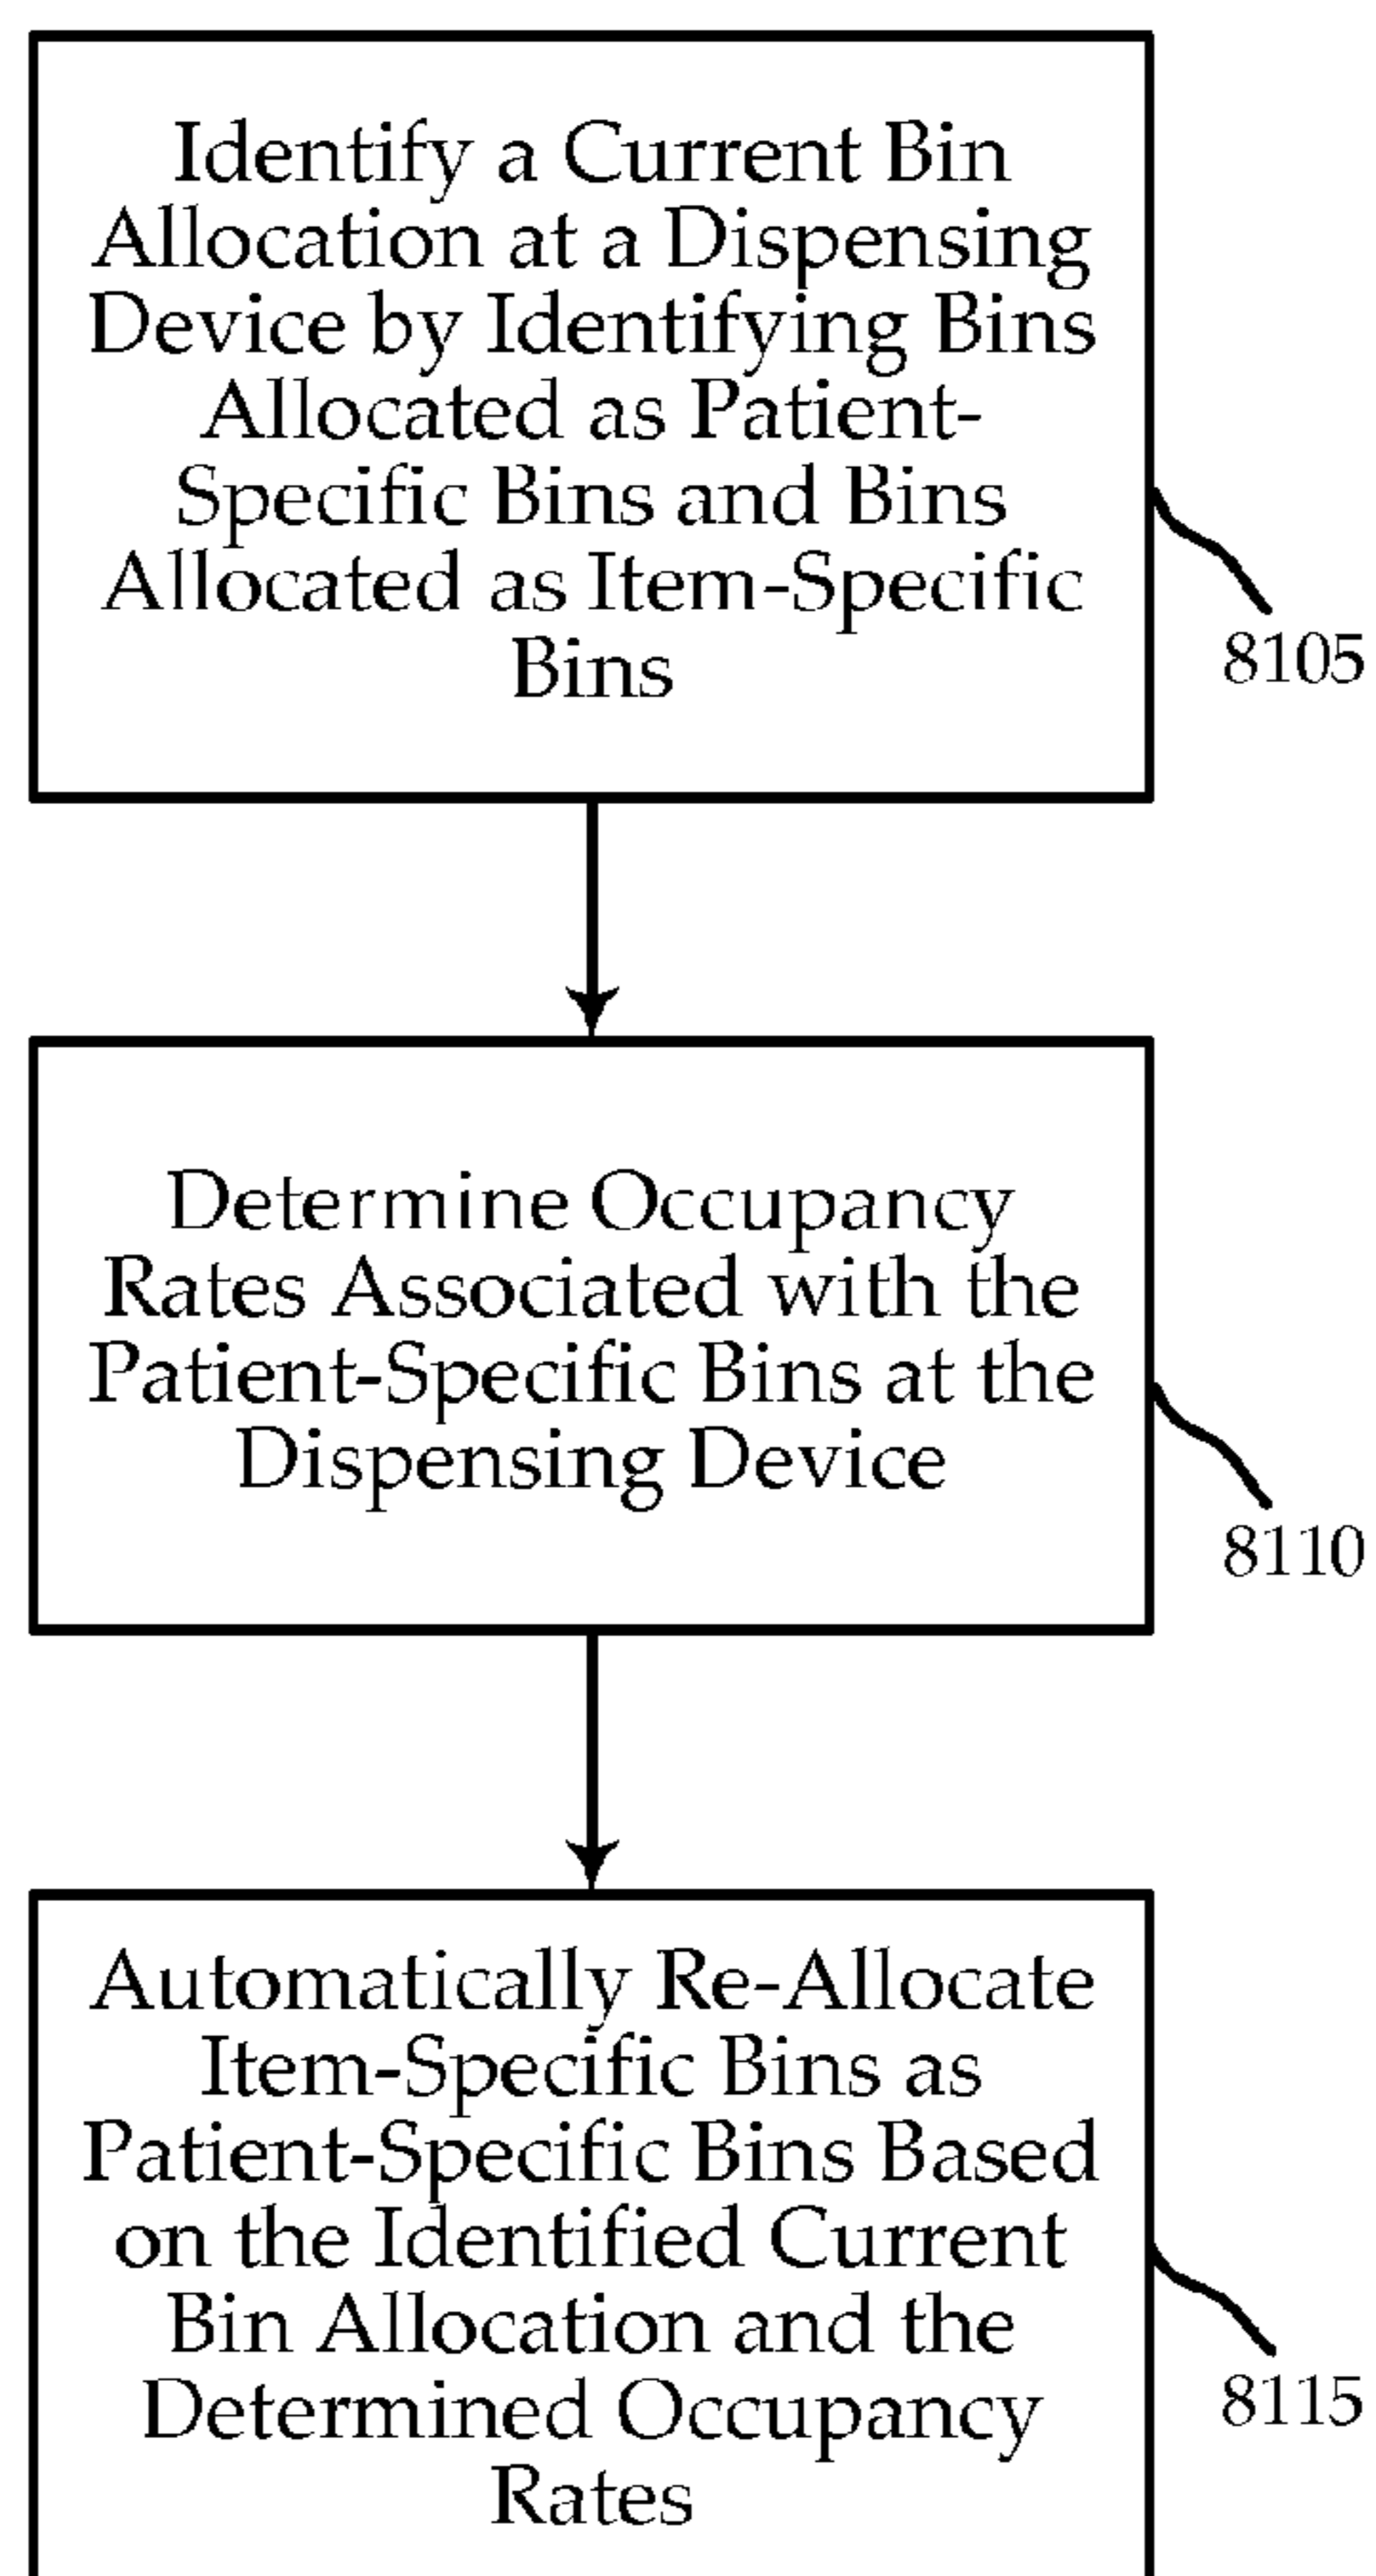 Identify a Current Bin
Allocation at a Dispensing
Device by Identifying Bins
Allocated as Patient-
Specific Bins and Bins
Allocated as Item-Specific
Bins
8105
Determine Occupancy
Rates Associated with the
Patient-Specific Bins at the
Dispensing Device
8110
Automatically Re-Allocate
Item-Specific Bins as
Patient-Specific Bins Based
on the Identified Current
Bin Allocation and the
Determined Occupancy
Rates
8115